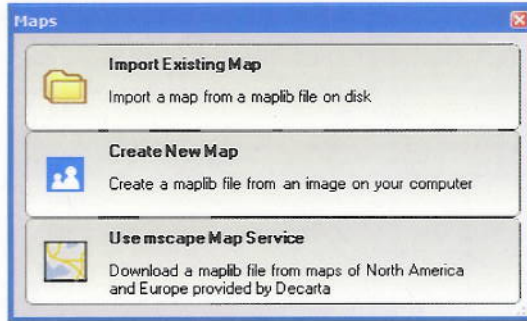 Maps
Import Existing Map
Import a map from a maplib file on disk
Create New Map
Create a maplib file from an image on your computer
Use mscape Map Service
Download a maplib file from maps of North America
and Europe provided by Decarta